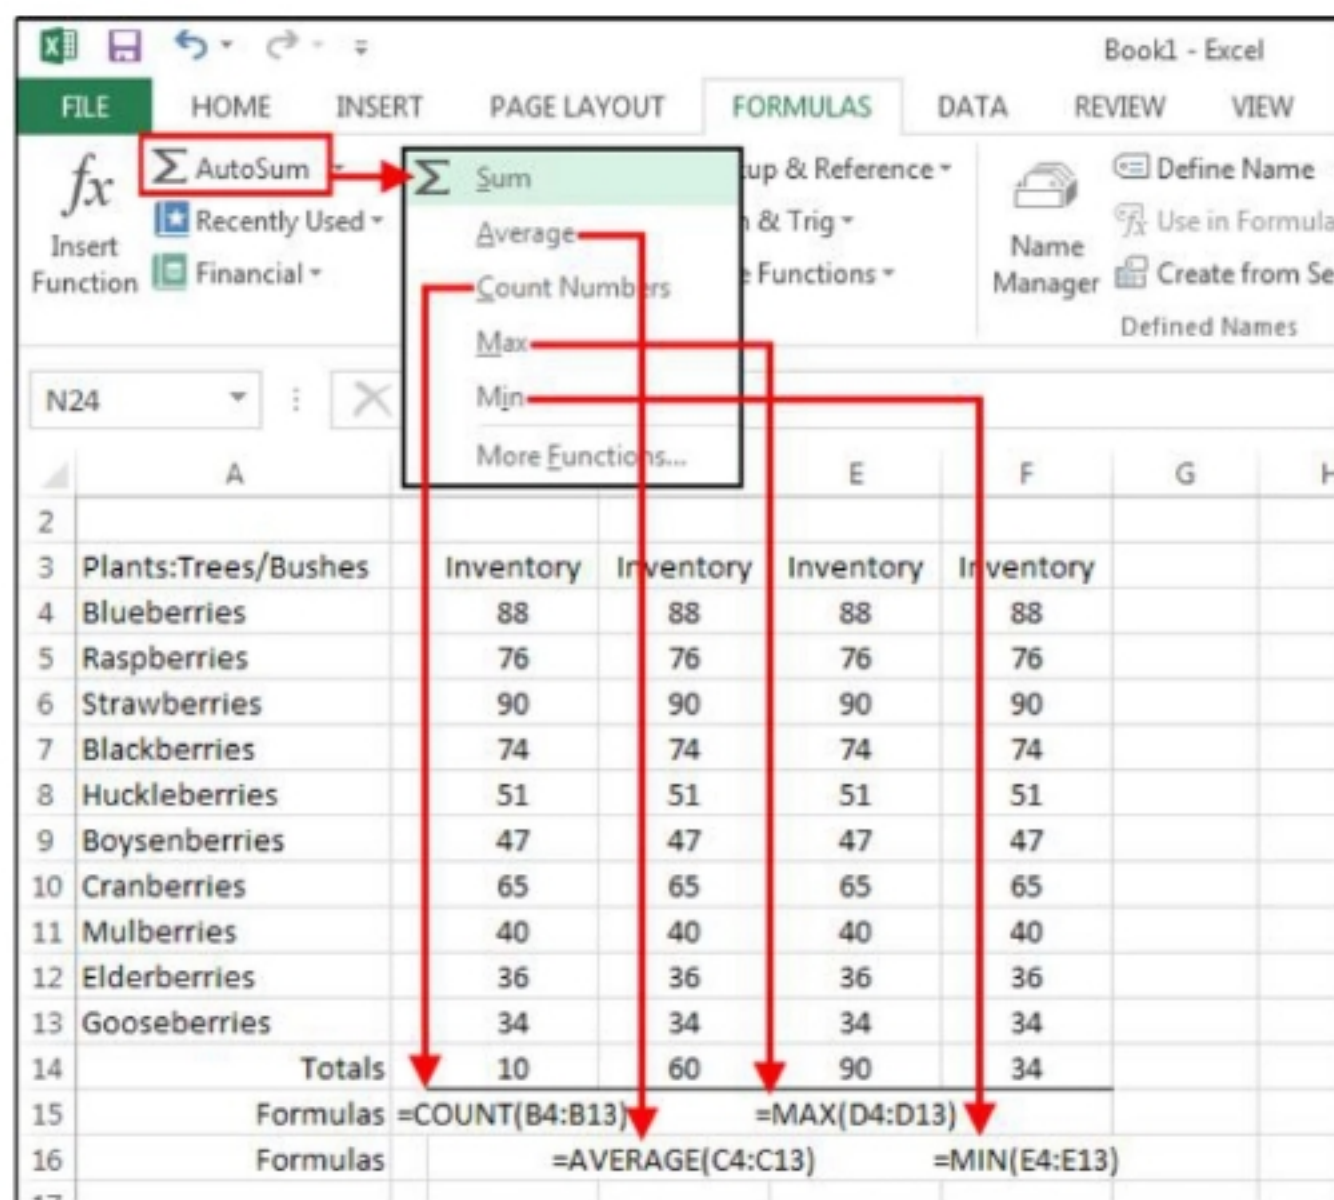 Book1 - Excel
FILE HOME INSERT PAGE LAYOUT FORMULAS DATA REVIEW VIEW
fx Insert Function
Σ AutoSum
Recently Used
Financial
Σ Sum
Average
Count Numbers
Max
Min
More Functions...
& Reference
& Trig
Functions
Name Manager
Define Name
Use in Formula
Create from
Defined Names
N24
A E F G
2
3 Plants:Trees/Bushes Inventory Inventory Inventory Inventory
4 Blueberries 88 88 88 88
5 Raspberries 76 76 76 76
6 Strawberries 90 90 90 90
7 Blackberries 74 74 74 74
8 Huckleberries 51 51 51 51
9 Boysenberries 47 47 47 47
10 Cranberries 65 65 65 65
11 Mulberries 40 40 40 40
12 Elderberries 36 36 36 36
13 Gooseberries 34 34 34 34
14 Totals 10 60 90 34
15 Formulas =COUNT(B4:B13) =MAX(D4:D13)
16 Formulas =AVERAGE(C4:C13) =MIN(E4:E13)